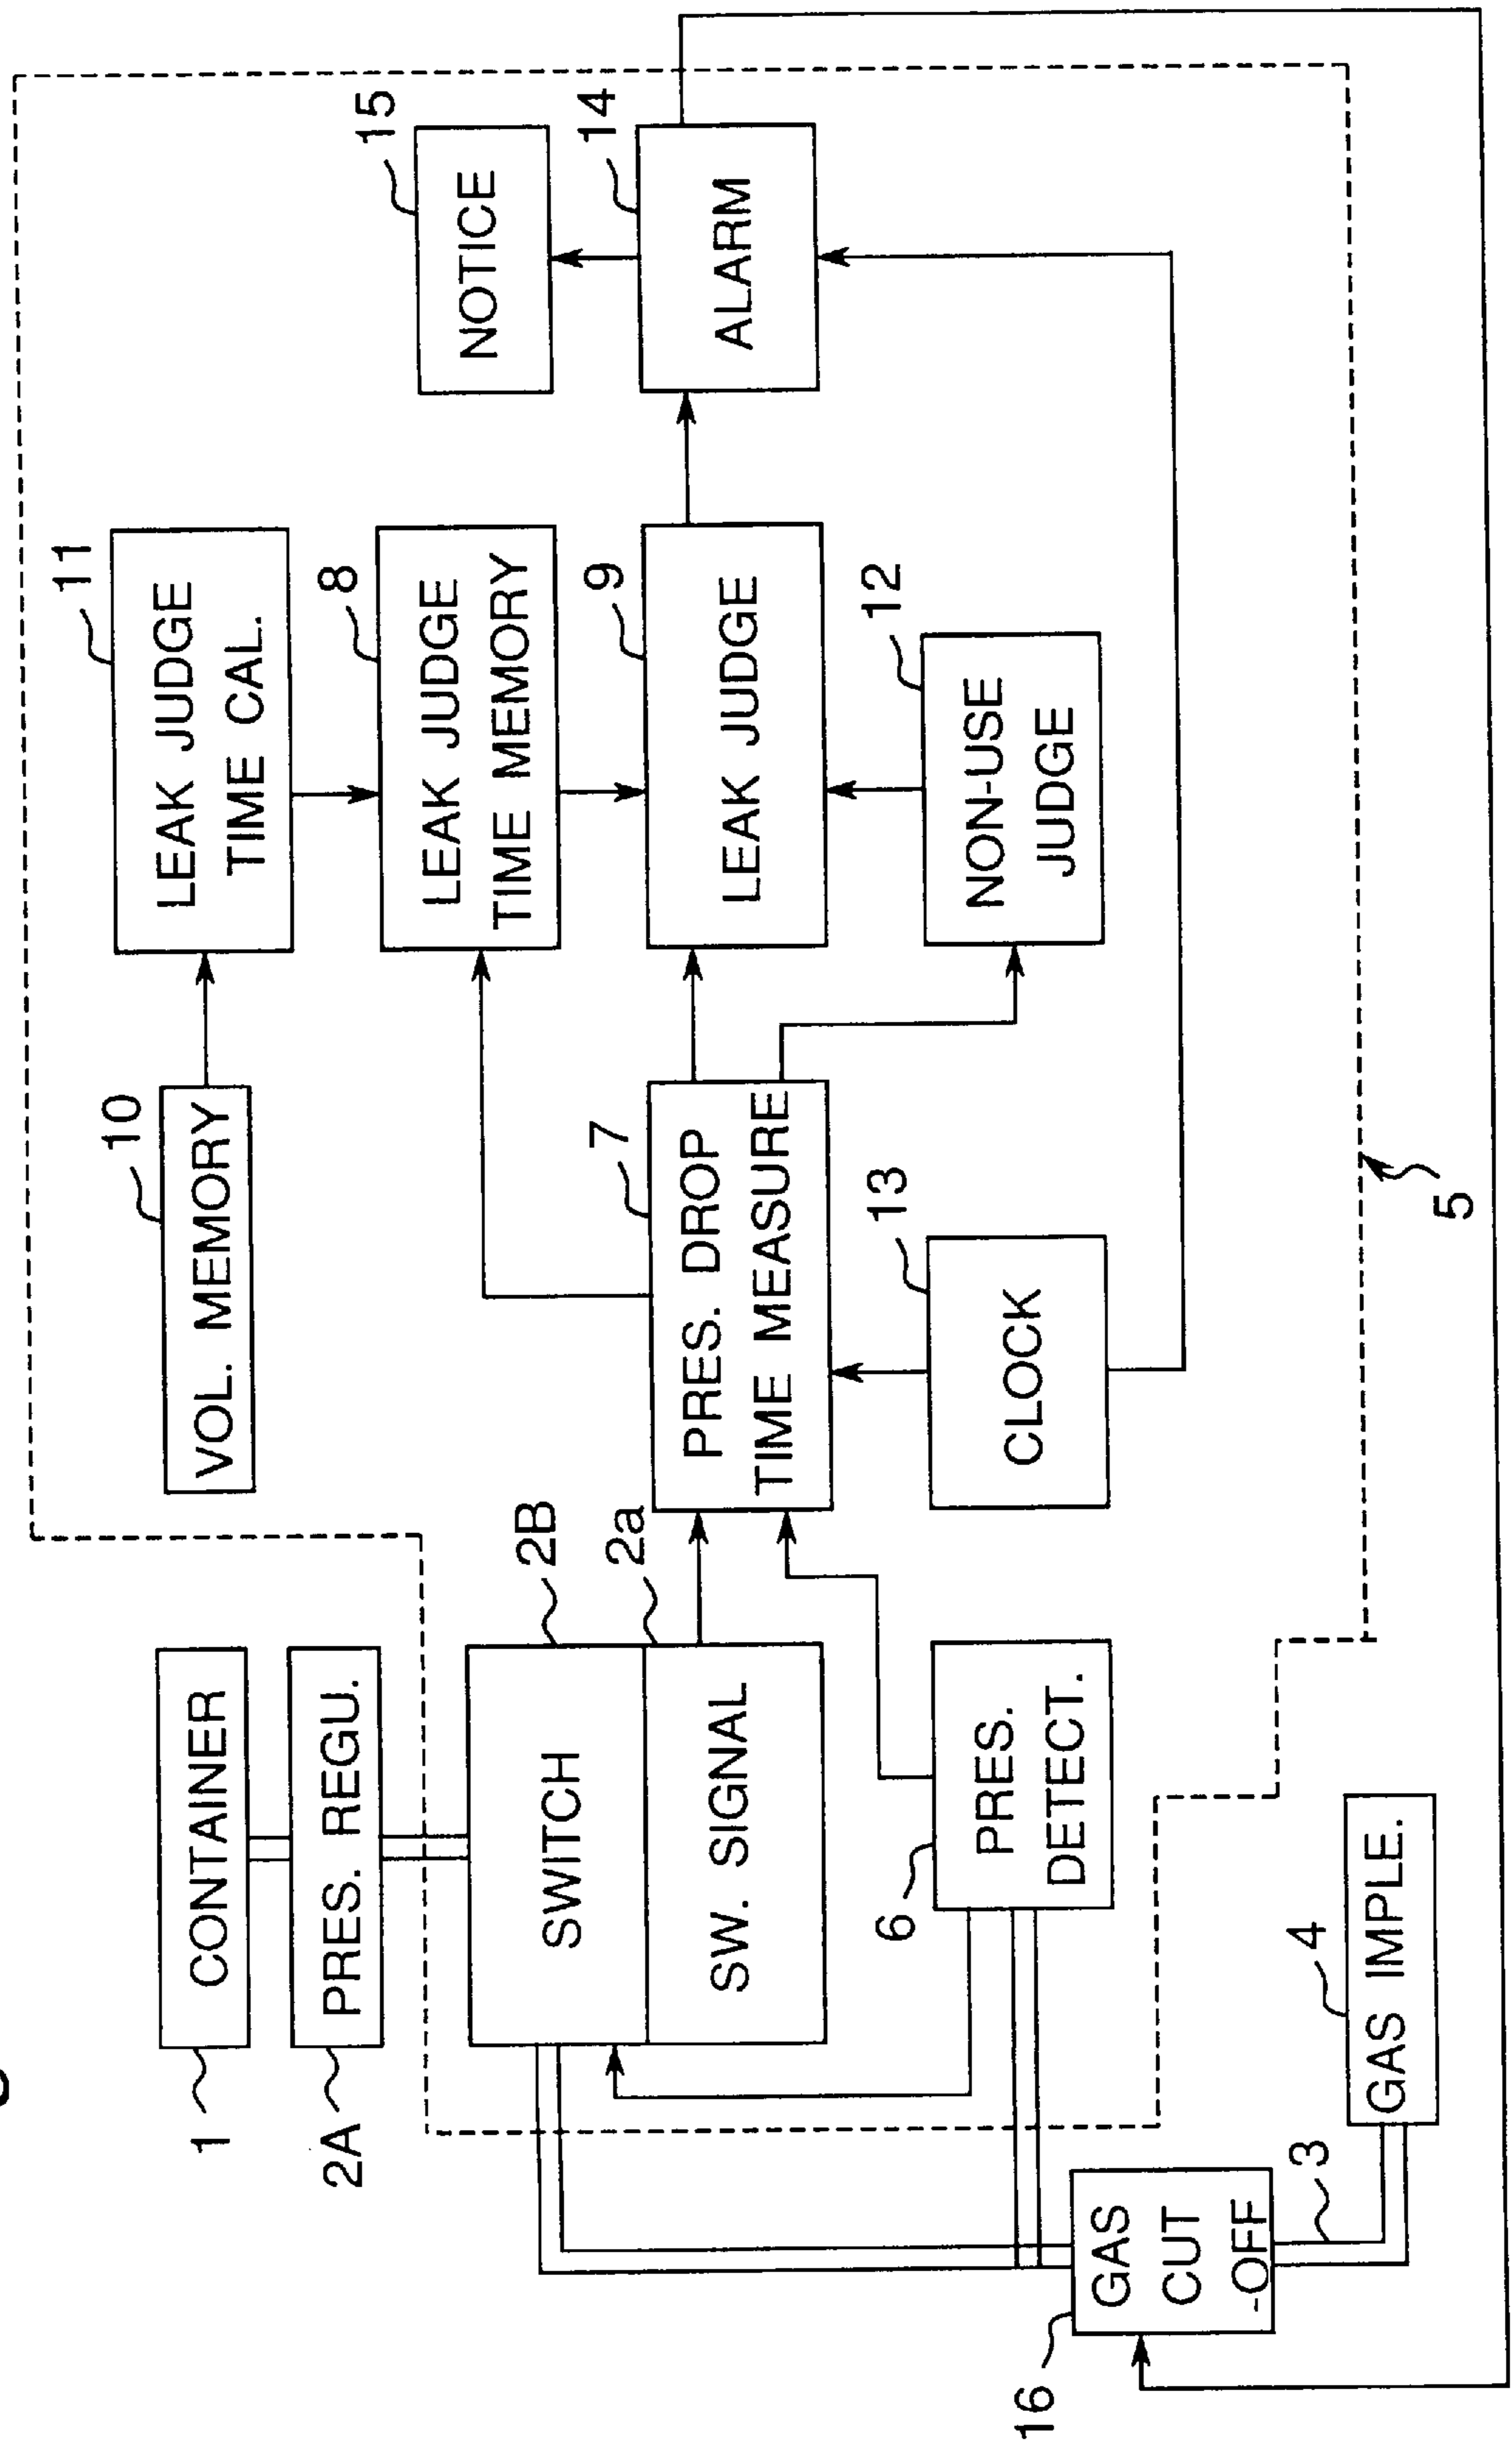 1
CONTAINER
2A
PRES. REGU.
SWITCH
2B
SW. SIGNAL
2a
6
PRES.
DETECT.
16
GAS
CUT
-OFF
3
4
GAS IMPLE.
10
VOL. MEMORY
7
PRES. DROP
TIME MEASURE
13
CLOCK
11
LEAK JUDGE
TIME CAL.
8
LEAK JUDGE
TIME MEMORY
9
LEAK JUDGE
12
NON-USE
JUDGE
15
NOTICE
14
ALARM
5